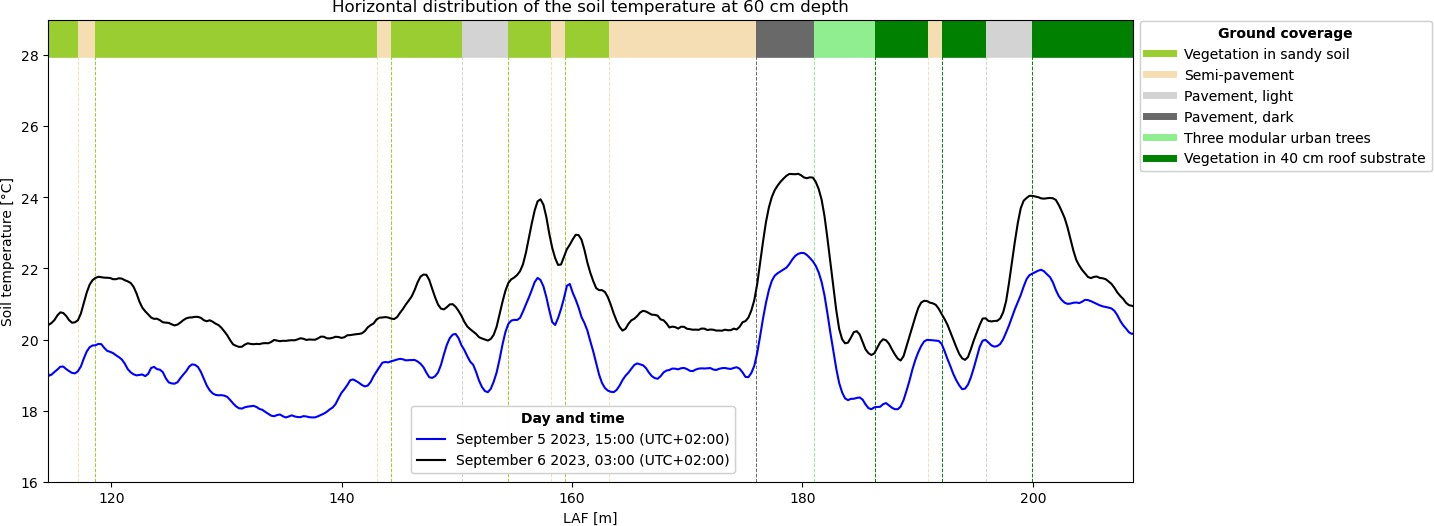 Horizontal distribution of the soil temperature at 60 cm depth
Soil temperature [°C]
28
26
24
22
20
18
16
120
140
160
180
200
LAF [m]
Day and time
September 5 2023, 15:00 (UTC+02:00)
September 6 2023, 03:00 (UTC+02:00)
Ground coverage
Vegetation in sandy soil
Semi-pavement
Pavement, light
Pavement, dark
Three modular urban trees
Vegetation in 40 cm roof substrate